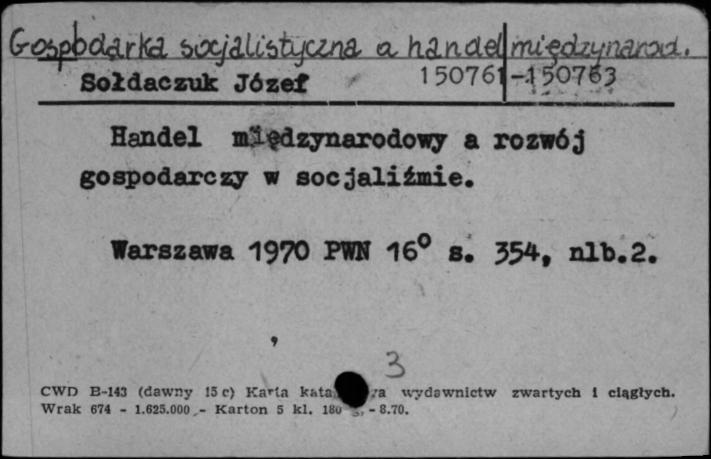 Gospodarka socjalistyczna a handel międzynarod.
Sołdaczuk Józef 150761-150763
Handel międzynarodowy a rozwój
gospodarczy w socjaliźmie.
Warszawa 1970 PWN 16° s. 354, nlb.2.
3
CWD B-143 (dawny 15 c) Karta wydawnictw zwartych i ciągłych.
Wrak 674 - 1.625.000 - Karton 5 kl. 180 - 8.70.